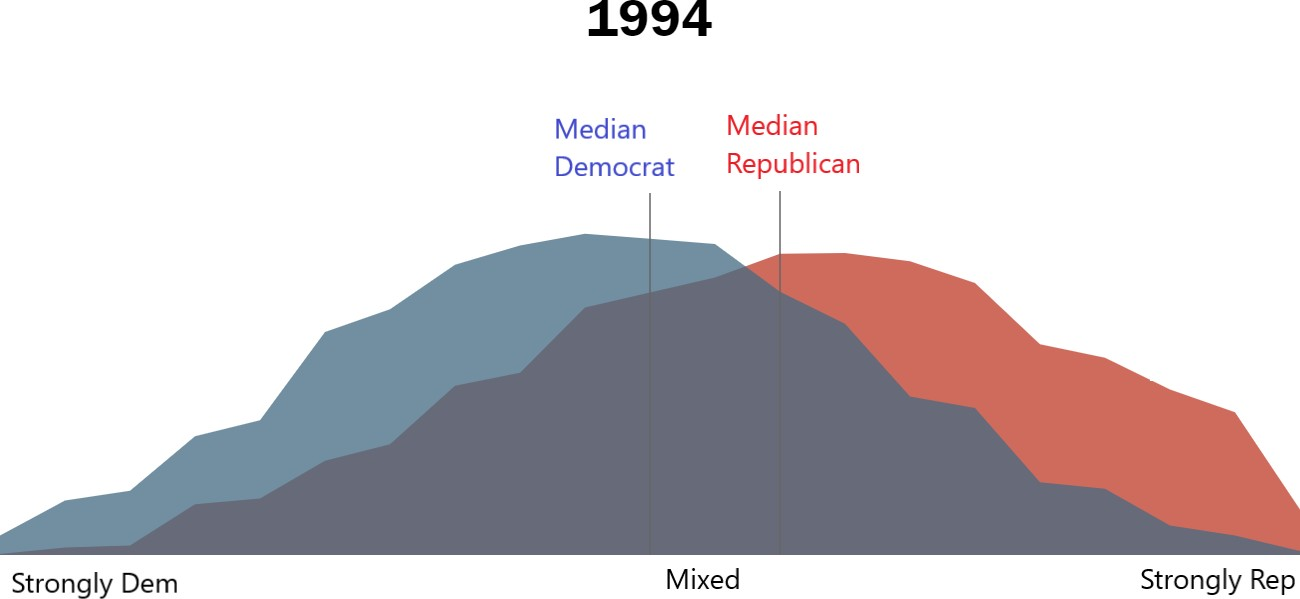 1994
Median
Democrat
Median
Republican
Strongly Dem
Mixed
Strongly Rep